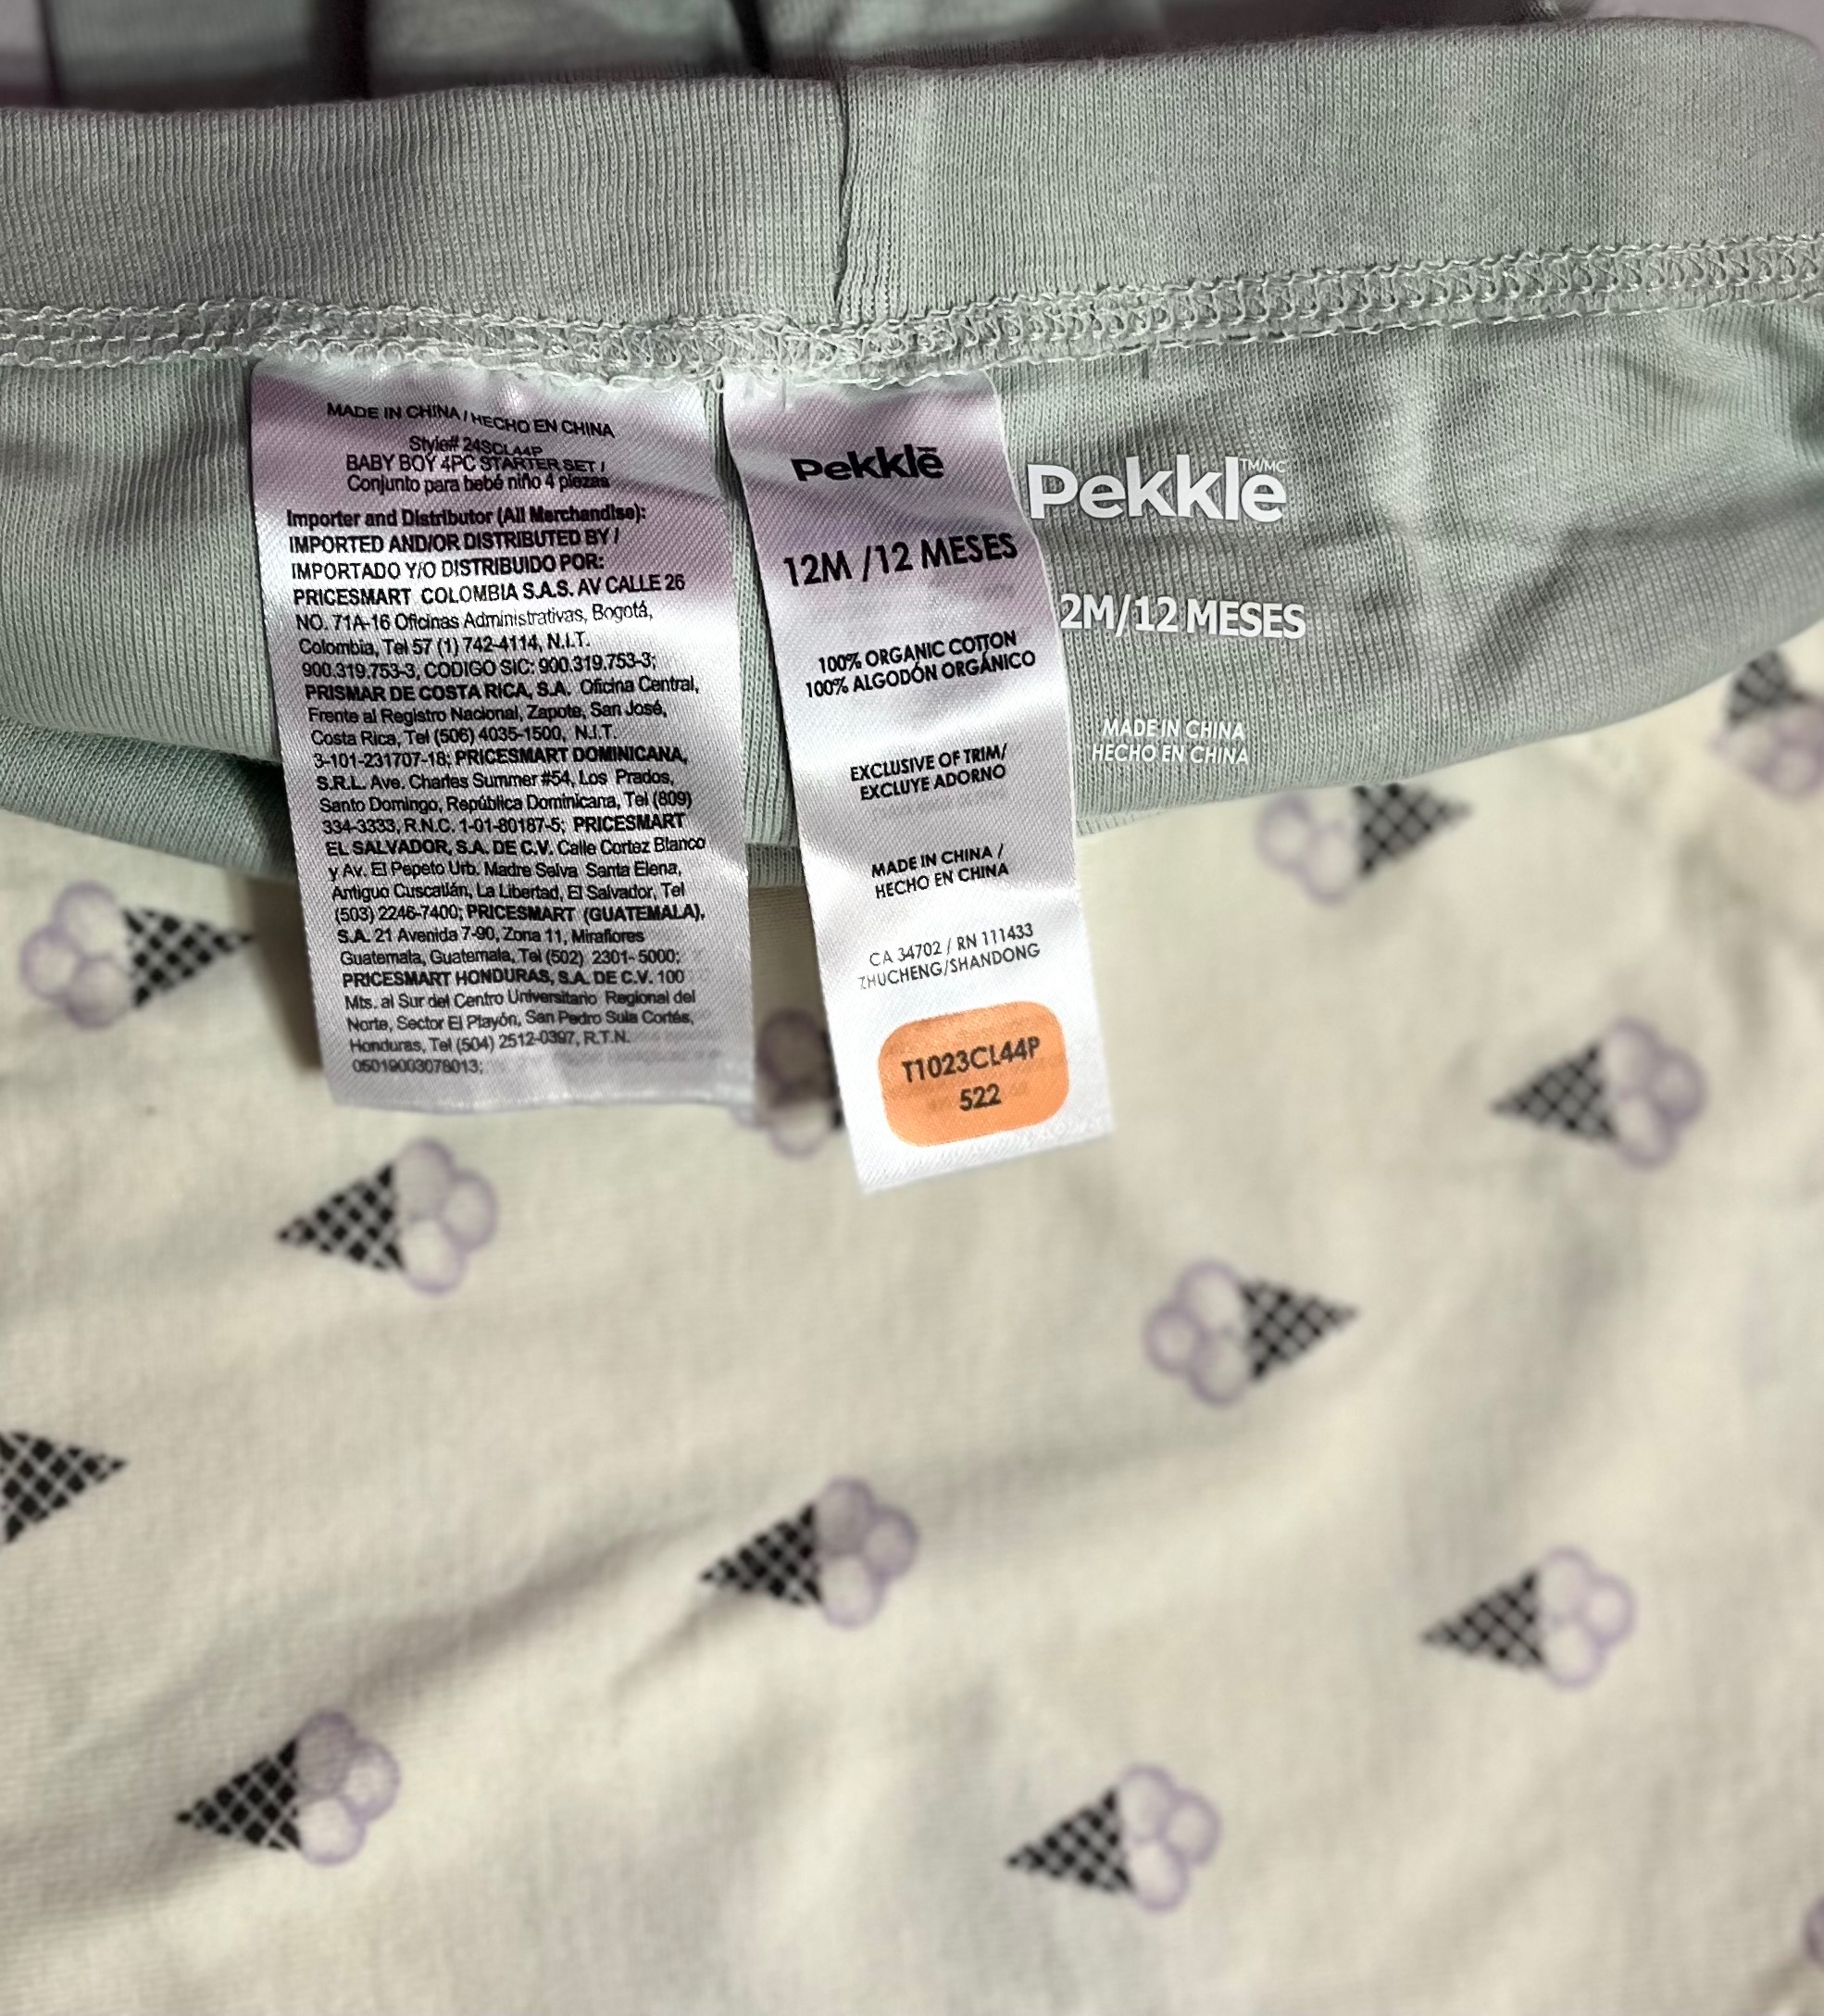 MADE IN CHINA / HECHO EN CHINA
Style# 24SCL44P
BABY BOY 4PC STARTER SET /
Conjunto para bebé niño 4 piezas
Importer and Distributor (All Merchandise):
IMPORTED AND/OR DISTRIBUTED BY /
IMPORTADO Y/O DISTRIBUIDO POR:
PRICESMART COLOMBIA S.A.S. AV CALLE 26
NO. 71A-16 Oficinas Administrativas, Bogotá,
Colombia, Tel 57 (1) 742-4114, N.I.T.
900.319.753-3, CODIGO SIC: 900.319.753-3;
PRISMAR DE COSTA RICA, S.A. Oficina Central,
Frente al Registro Nacional, Zapote, San José,
Costa Rica, Tel (506) 4035-1500, N.I.T.
3-101-231707-18; PRICESMART DOMINICANA,
S.R.L. Ave. Charles Summer #54, Los Prados,
Santo Domingo, República Dominicana, Tel (809)
334-3333, R.N.C. 1-01-80187-5; PRICESMART
EL SALVADOR, S.A. DE C.V. Calle Cortez Blanco
y Av. El Pepeto Urb. Madre Selva Santa Elena,
Antiguo Cuscatlán, La Libertad, El Salvador, Tel
(503) 2246-7400; PRICESMART (GUATEMALA),
S.A. 21 Avenida 7-90, Zona 11, Miraflores
Guatemala, Guatemala, Tel (502) 2301-5000;
PRICESMART HONDURAS, S.A. DE C.V. 100
Mts. al Sur del Centro Universitario Regional del
Norte, Sector El Playón, San Pedro Sula Cortés,
Honduras, Tel (504) 2512-0397, R.T.N.
05019003078013;
Pekklē
12M /12 MESES
100% ORGANIC COTTON
100% ALGODÓN ORGÁNICO
EXCLUSIVE OF TRIM/
EXCLUYE ADORNO
MADE IN CHINA /
HECHO EN CHINA
CA 34702 / RN 111433
ZHUCHENG/SHANDONG
T1023CL44P
522
Pekklē TM/MC
2M/12 MESES
MADE IN CHINA
HECHO EN CHINA